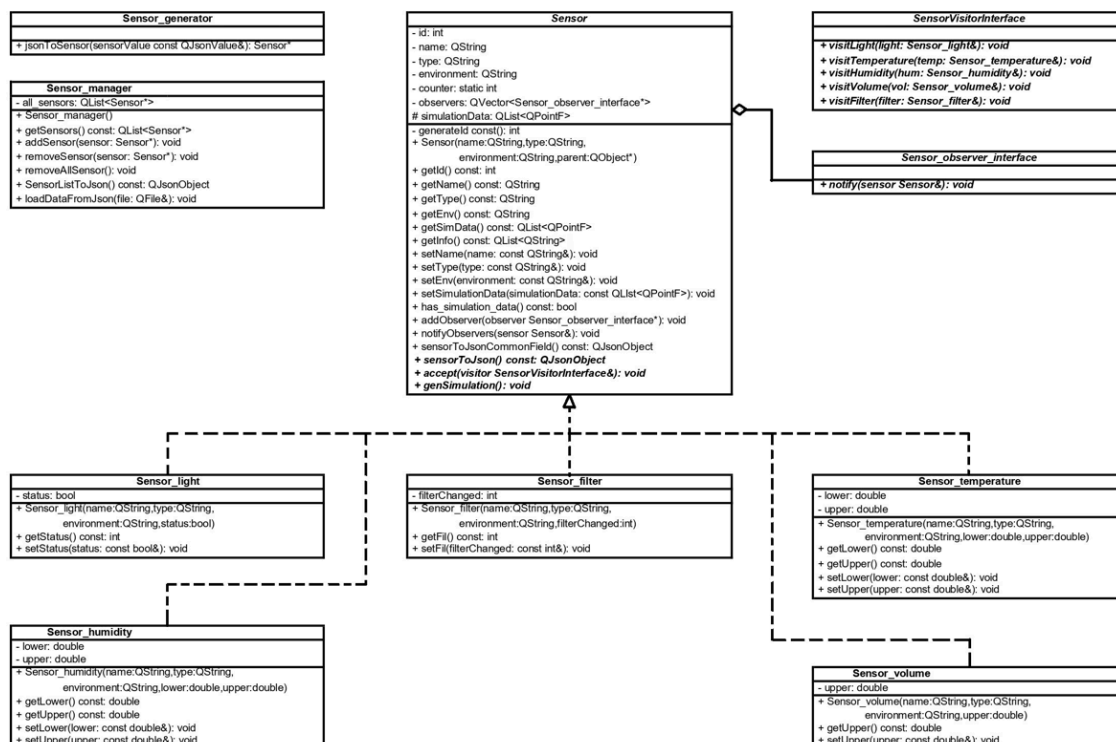 Sensor_generator
+ jsonToSensor(sensorValue const QJsonValue&): Sensor*
Sensor_manager
- all_sensors: QList<Sensor*>
+ Sensor_manager()
+ getSensors() const: QList<Sensor*>
+ addSensor(sensor: Sensor*): void
+ removeSensor(sensor: Sensor*): void
+ removeAllSensor(): void
+ SensorListToJson() const: QJsonObject
+ loadDataFromJson(file: QFile&): void
Sensor
- id: int
- name: QString
- type: QString
- environment: QString
- counter: static int
- observers: QVector<Sensor_observer_interface*>
# simulationData: QList<QPointF>
- generateId const(): int
+ Sensor(name:QString,type:QString,
environment:QString,parent:QObject*)
+ getId() const: int
+ getName() const: QString
+ getType() const: QString
+ getEnv() const: QString
+ getSimData() const: QList<QPointF>
+ getInfo() const: QList<QString>
+ setName(name: const QString&): void
+ setType(type: const QString&): void
+ setEnv(environment: const QString&): void
+ setSimulationData(simulationData: const QLIst<QPointF>): void
+ has_simulation_data() const: bool
+ addObserver(observer Sensor_observer_interface*): void
+ notifyObservers(sensor Sensor&): void
+ sensorToJsonCommonField() const: QJsonObject
+ sensorToJson() const: QJsonObject
+ accept(visitor SensorVisitorInterface&): void
+ genSimulation(): void
SensorVisitorInterface
+ visitLight(light: Sensor_light&): void
+ visitTemperature(temp: Sensor_temperature&): void
+ visitHumidity(hum: Sensor_humidity&): void
+ visitVolume(vol: Sensor_volume&): void
+ visitFilter(filter: Sensor_filter&): void
Sensor_observer_interface
+ notify(sensor Sensor&): void
Sensor_light
- status: bool
+ Sensor_light(name:QString,type:QString,
environment:QString,status:bool)
+ getStatus() const: int
+ setStatus(status: const bool&): void
Sensor_filter
- filterChanged: int
+ Sensor_filter(name:QString,type:QString,
environment:QString,filterChanged:int)
+ getFil() const: int
+ setFil(filterChanged: const int&): void
Sensor_temperature
- lower: double
- upper: double
+ Sensor_temperature(name:QString,type:QString,
environment:QString,lower:double,upper:double)
+ getLower() const: double
+ getUpper() const: double
+ setLower(lower: const double&): void
+ setUpper(upper: const double&): void
Sensor_humidity
- lower: double
- upper: double
+ Sensor_humidity(name:QString,type:QString,
environment:QString,lower:double,upper:double)
+ getLower() const: double
+ getUpper() const: double
+ setLower(lower: const double&): void
+ setUpper(upper: const double&): void
Sensor_volume
- upper: double
+ Sensor_volume(name:QString,type:QString,
environment:QString,upper:double)
+ getUpper() const: double
+ setUpper(upper: const double&): void